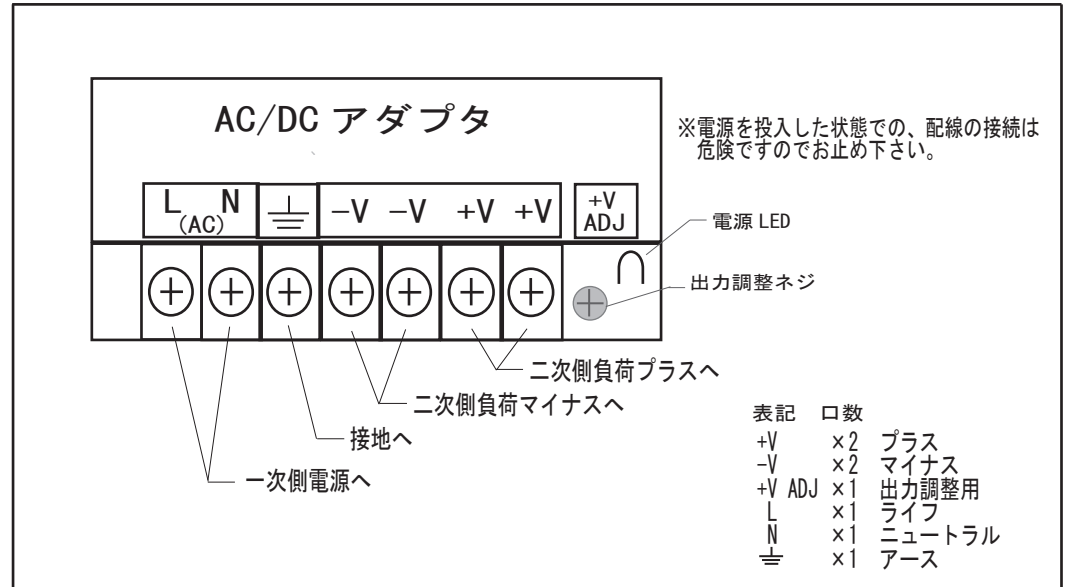 AC/DC アダプタ
※電源を投入した状態での、配線の接続は
危険ですのでお止め下さい。
L N
(AC)
-V -V +V +V
+V
ADJ
電源 LED
出力調整ネジ
二次側負荷プラスへ
二次側負荷マイナスへ
接地へ
一次側電源へ
表記 口数
+V ×2 プラス
-V ×2 マイナス
+V ADJ ×1 出力調整用
L ×1 ライフ
N ×1 ニュートラル
⏚ ×1 アース